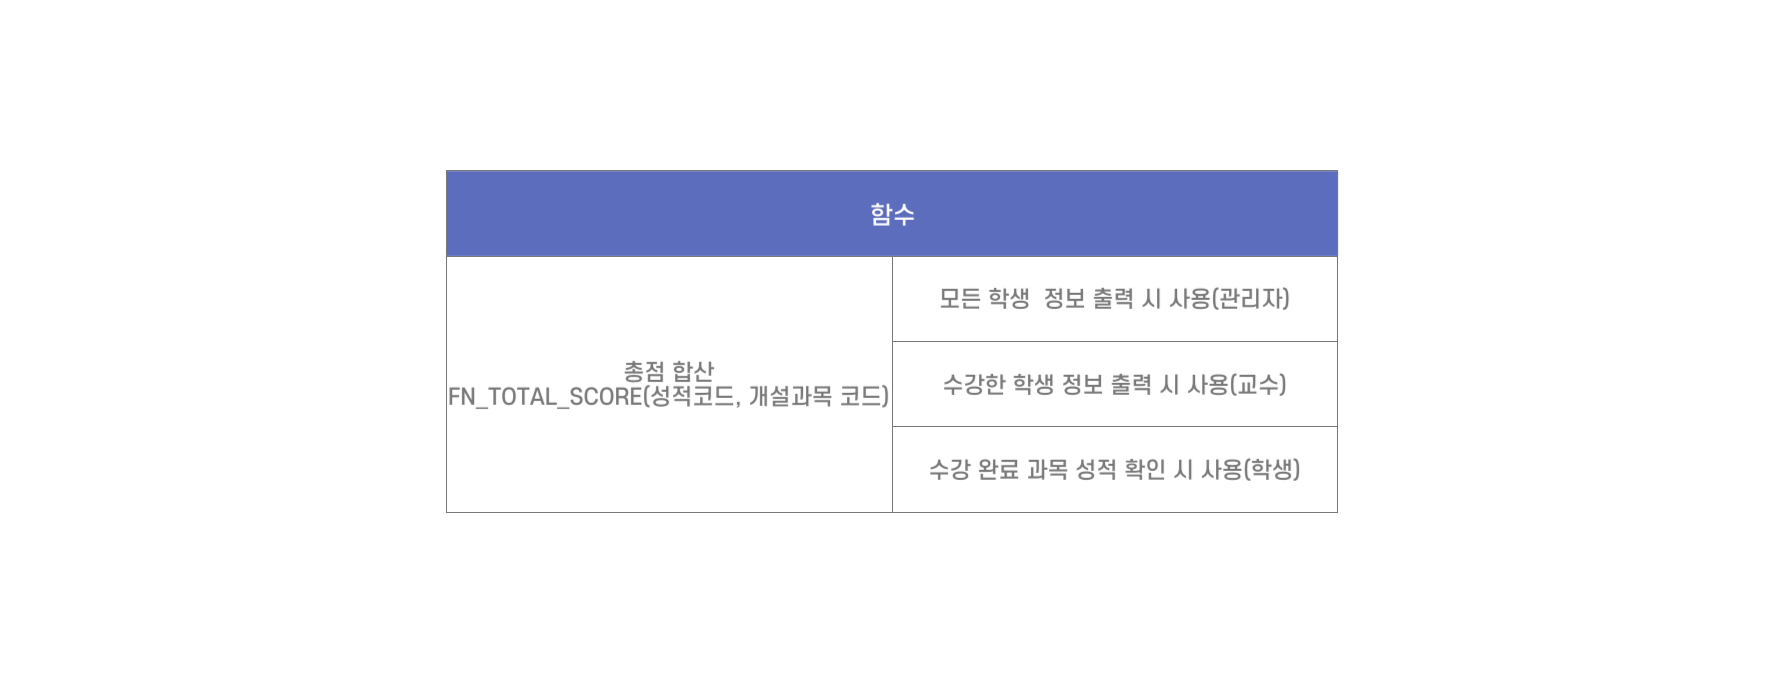 함수
총점 합산
FN_TOTAL_SCORE(성적코드, 개설과목 코드)
모든 학생  정보 출력 시 사용(관리자)
수강한 학생 정보 출력 시 사용(교수)
수강 완료 과목 성적 확인 시 사용(학생)